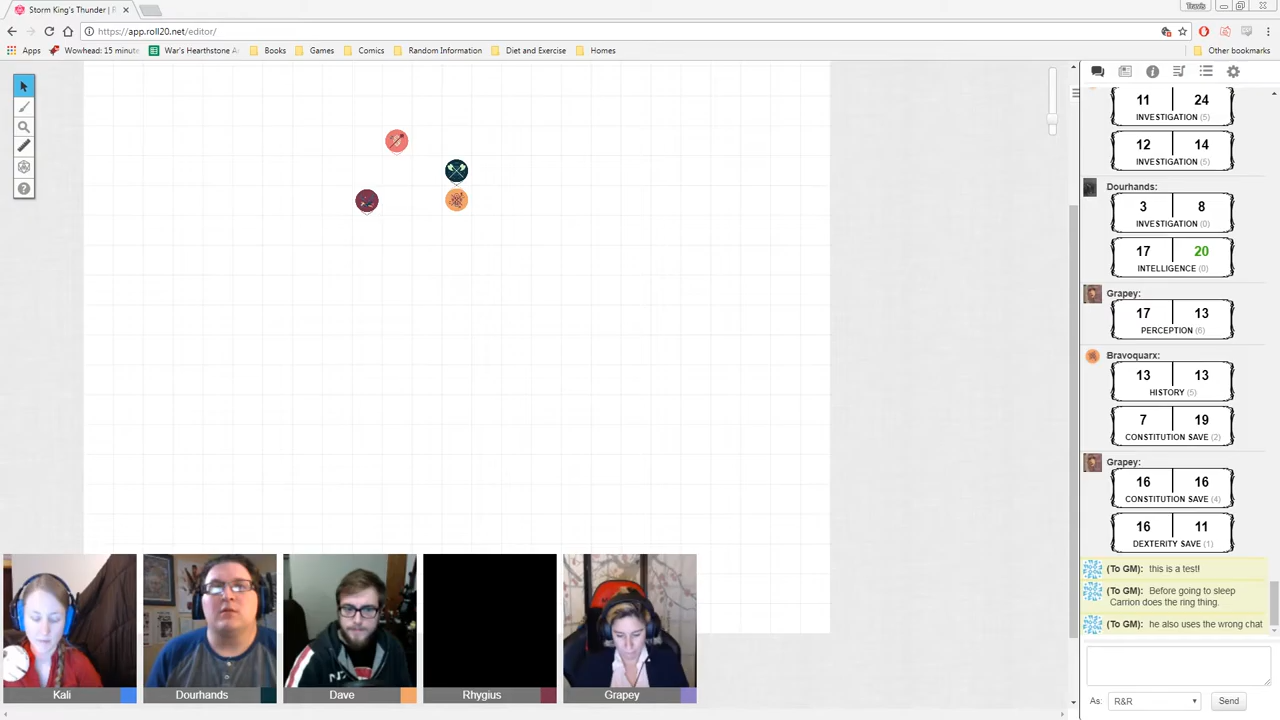 Storm King's Thunder | R
Travis
https://app.roll20.net/editor/
Apps
Wowhead: 15 minute
War's Hearthstone A
Books
Games
Comics
Random Information
Diet and Exercise
Homes
Other bookmarks
11 24
INVESTIGATION (5)
12 14
INVESTIGATION (5)
Dourhands:
3 8
INVESTIGATION (0)
17 20
INTELLIGENCE (0)
Grapey:
17 13
PERCEPTION (6)
Bravoquarx:
13 13
HISTORY (5)
7 19
CONSTITUTION SAVE (2)
Grapey:
16 16
CONSTITUTION SAVE (4)
16 11
DEXTERITY SAVE (1)
(To GM): this is a test!
(To GM): Before going to sleep
Carrion does the ring thing.
(To GM): he also uses the wrong chat
As: R&R
Send
Kali
Dourhands
Dave
Rhygius
Grapey